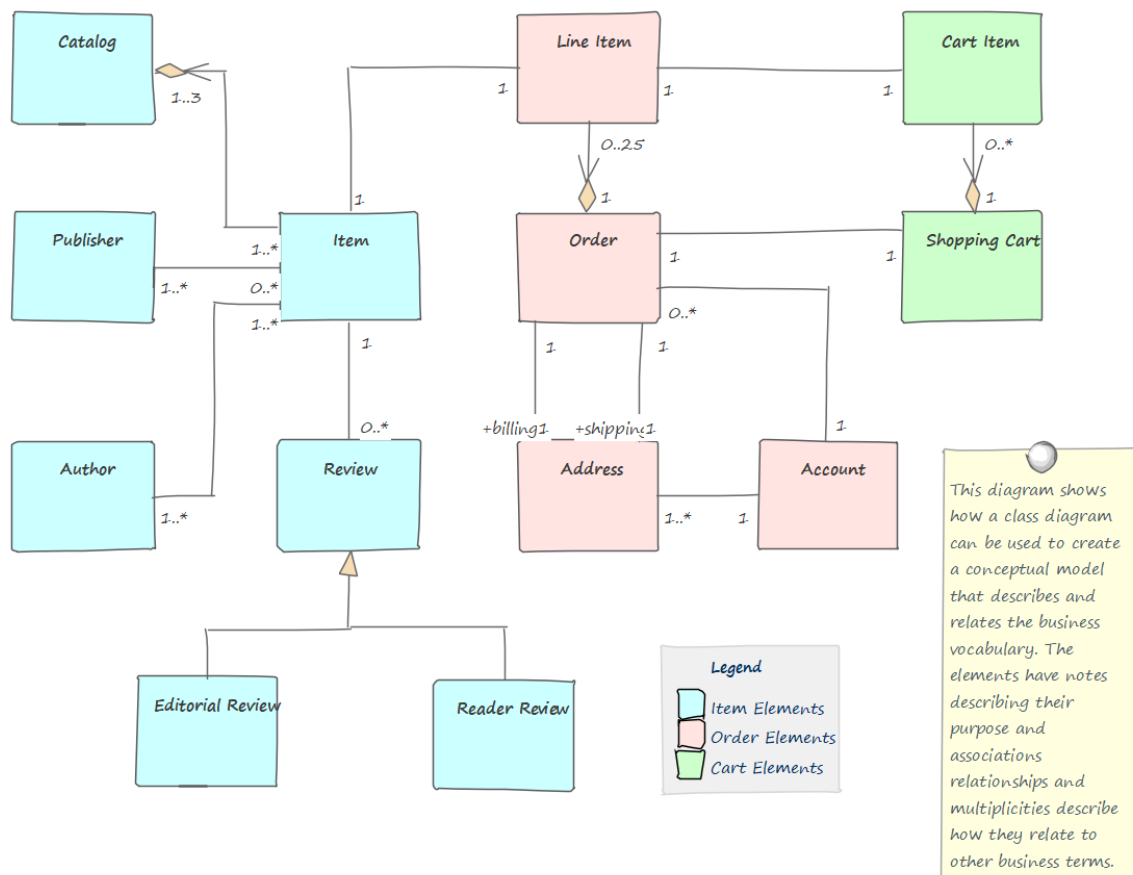 Catalog
Line Item
Cart Item
1..3
1
1
1
0..25
0..*
1
1
1
Publisher
Item
Order
Shopping Cart
1..*
1..*
0..*
1..*
1
1
0..*
1
1
1
0..*
+billing1
+shipping1
1
Author
Review
Address
Account
1..*
1..*
1
Editorial Review
Reader Review
Legend
Item Elements
Order Elements
Cart Elements
This diagram shows
how a class diagram
can be used to create
a conceptual model
that describes and
relates the business
vocabulary. The
elements have notes
describing their
purpose and
associations
relationships and
multiplicities describe
how they relate to
other business terms.